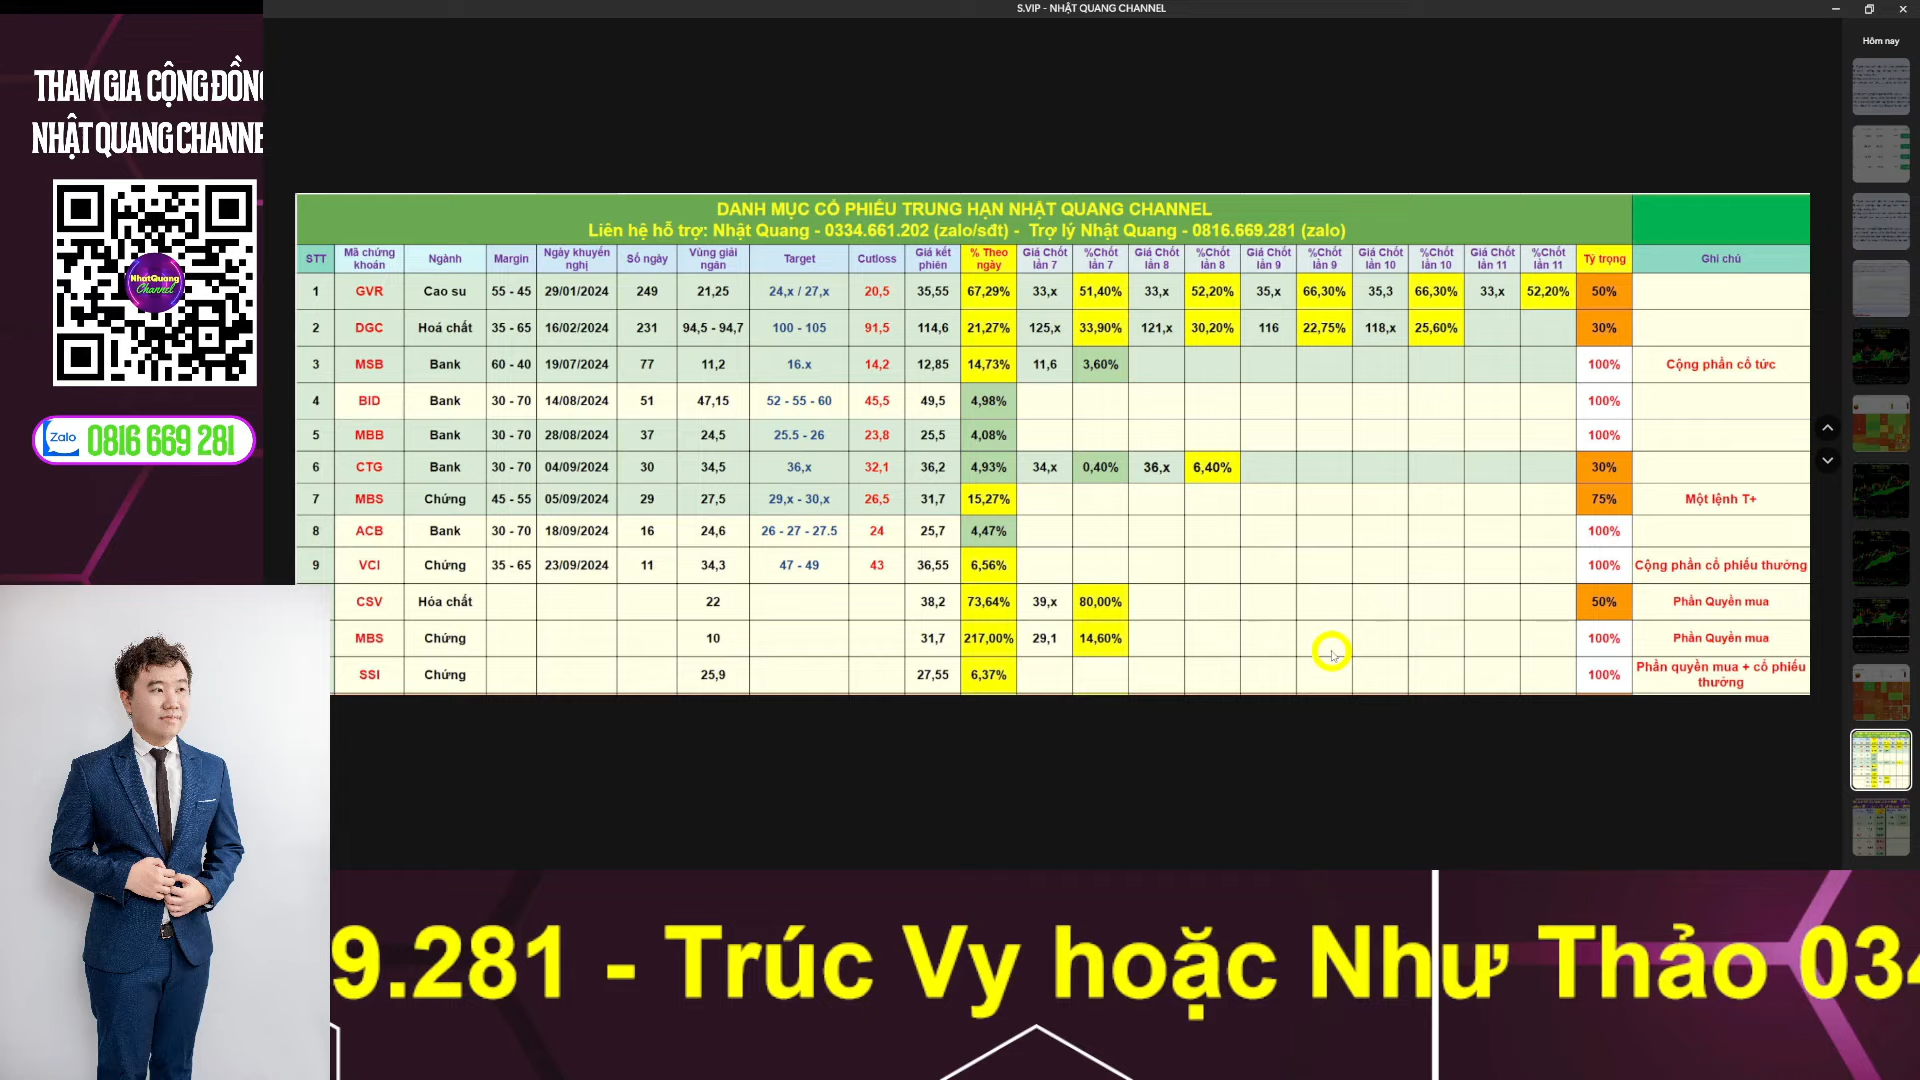 S.VIP - NHẬT QUANG CHANNEL
Hôm nay
THAM GIA CỘNG ĐỒNG
NHẬT QUANG CHANNE
NhatQuang
Channel
Zalo 0816 669 281
DANH MỤC CỔ PHIẾU TRUNG HẠN NHẬT QUANG CHANNEL
Liên hệ hỗ trợ: Nhật Quang - 0334.661.202 (zalo/sđt) - Trợ lý Nhật Quang - 0816.669.281 (zalo)
STT Mã chứng khoán Ngành Margin Ngày khuyến nghị Số ngày Vùng giải ngân Target Cutloss Giá kết phiên % Theo ngày Giá Chốt lần 7 %Chốt lần 7 Giá Chốt lần 8 %Chốt lần 8 Giá Chốt lần 9 %Chốt lần 9 Giá Chốt lần 10 %Chốt lần 10 Giá Chốt lần 11 %Chốt lần 11 Tỷ trọng Ghi chú
1 GVR Cao su 55 - 45 29/01/2024 249 21,25 24,x / 27,x 20,5 35,55 67,29% 33,x 51,40% 33,x 52,20% 35,x 66,30% 35,3 66,30% 33,x 52,20% 50%
2 DGC Hoá chất 35 - 65 16/02/2024 231 94,5 - 94,7 100 - 105 91,5 114,6 21,27% 125,x 33,90% 121,x 30,20% 116 22,75% 118,x 25,60% 30%
3 MSB Bank 60 - 40 19/07/2024 77 11,2 16.x 14,2 12,85 14,73% 11,6 3,60% 100% Cộng phần cổ tức
4 BID Bank 30 - 70 14/08/2024 51 47,15 52 - 55 - 60 45,5 49,5 4,98% 100%
5 MBB Bank 30 - 70 28/08/2024 37 24,5 25.5 - 26 23,8 25,5 4,08% 100%
6 CTG Bank 30 - 70 04/09/2024 30 34,5 36,x 32,1 36,2 4,93% 34,x 0,40% 36,x 6,40% 30%
7 MBS Chứng 45 - 55 05/09/2024 29 27,5 29,x - 30,x 26,5 31,7 15,27% 75% Một lệnh T+
8 ACB Bank 30 - 70 18/09/2024 16 24,6 26 - 27 - 27.5 24 25,7 4,47% 100%
9 VCI Chứng 35 - 65 23/09/2024 11 34,3 47 - 49 43 36,55 6,56% 100% Cộng phần cổ phiếu thưởng
CSV Hóa chất 22 38,2 73,64% 39,x 80,00% 50% Phần Quyền mua
MBS Chứng 10 31,7 217,00% 29,1 14,60% 100% Phần Quyền mua
SSI Chứng 25,9 27,55 6,37% 100% Phần quyền mua + cổ phiếu thưởng
9.281 - Trúc Vy hoặc Như Thảo 034